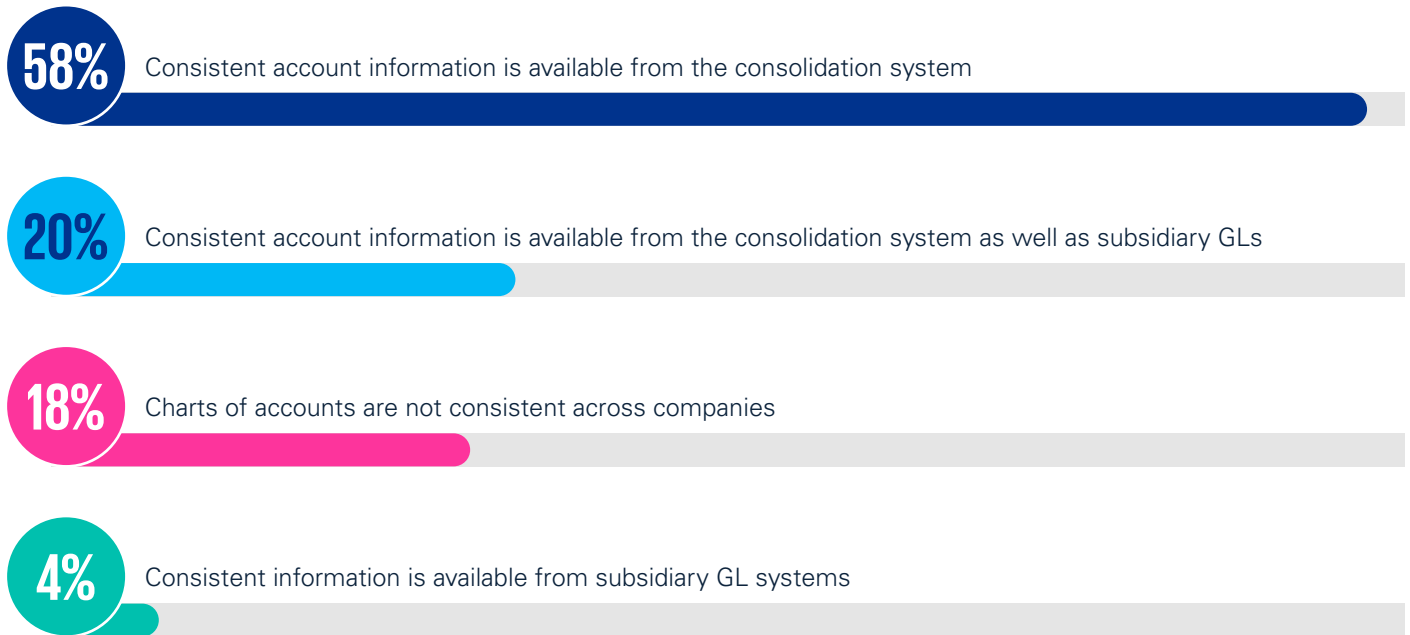 58%
Consistent account information is available from the consolidation system
20%
Consistent account information is available from the consolidation system as well as subsidiary GLs
18%
Charts of accounts are not consistent across companies
4%
Consistent information is available from subsidiary GL systems